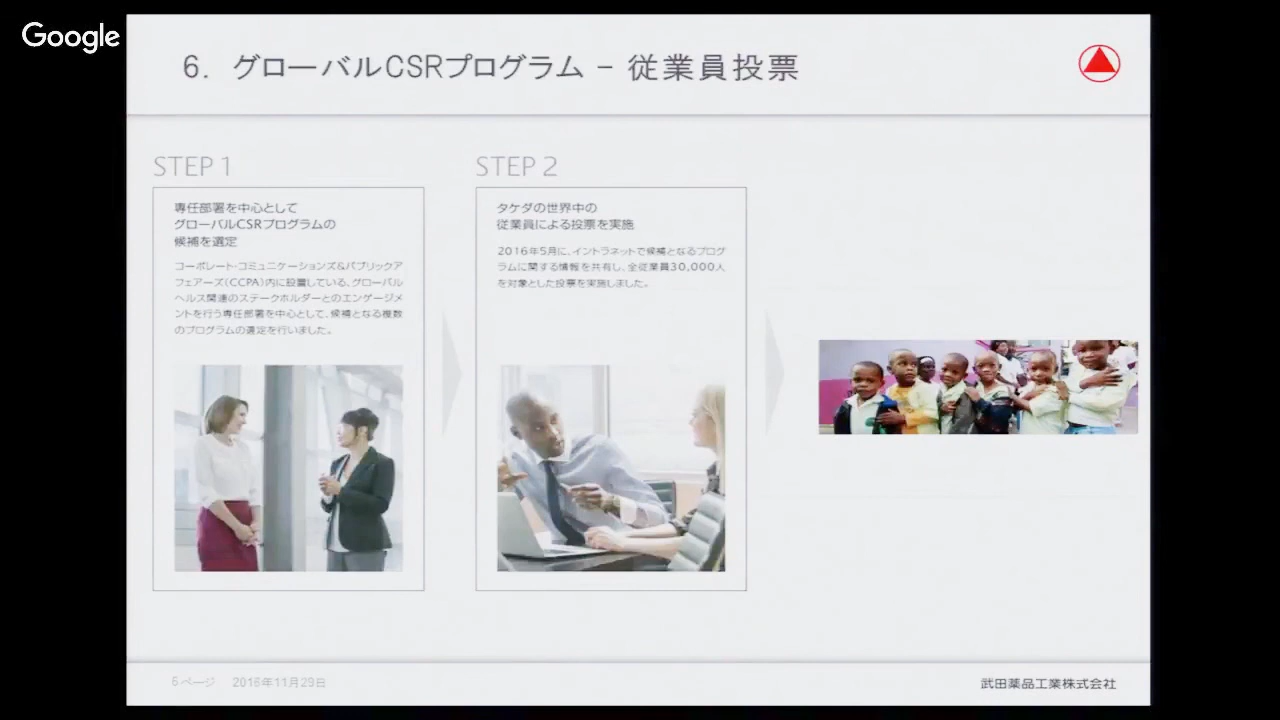 Google
6. グローバルCSRプログラム – 従業員投票
STEP 1
専任部署を中心として
グローバルCSRプログラムの
候補を選定
コーポレート・コミュニケーションズ&パブリックア
フェアーズ(CCPA)内に設置している、グローバル
ヘルス関連のステークホルダーとのエンゲージメ
ントを行う専任部署を中心として、候補となる複数
のプログラムの選定を行いました。
STEP 2
タケダの世界中の
従業員による投票を実施
2016年5月に、イントラネットで候補となるプログ
ラムに関する情報を共有し、全従業員30,000人
を対象とした投票を実施しました。
2016年11月29日
武田薬品工業株式会社